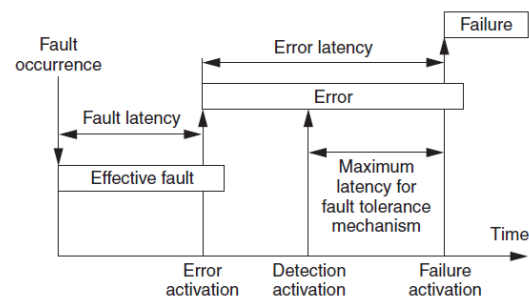 Failure
Fault
occurrence
Error latency
Error
Fault latency
Effective fault
Maximum
latency for
fault tolerance
mechanism
Time
Error
activation
Detection
activation
Failure
activation